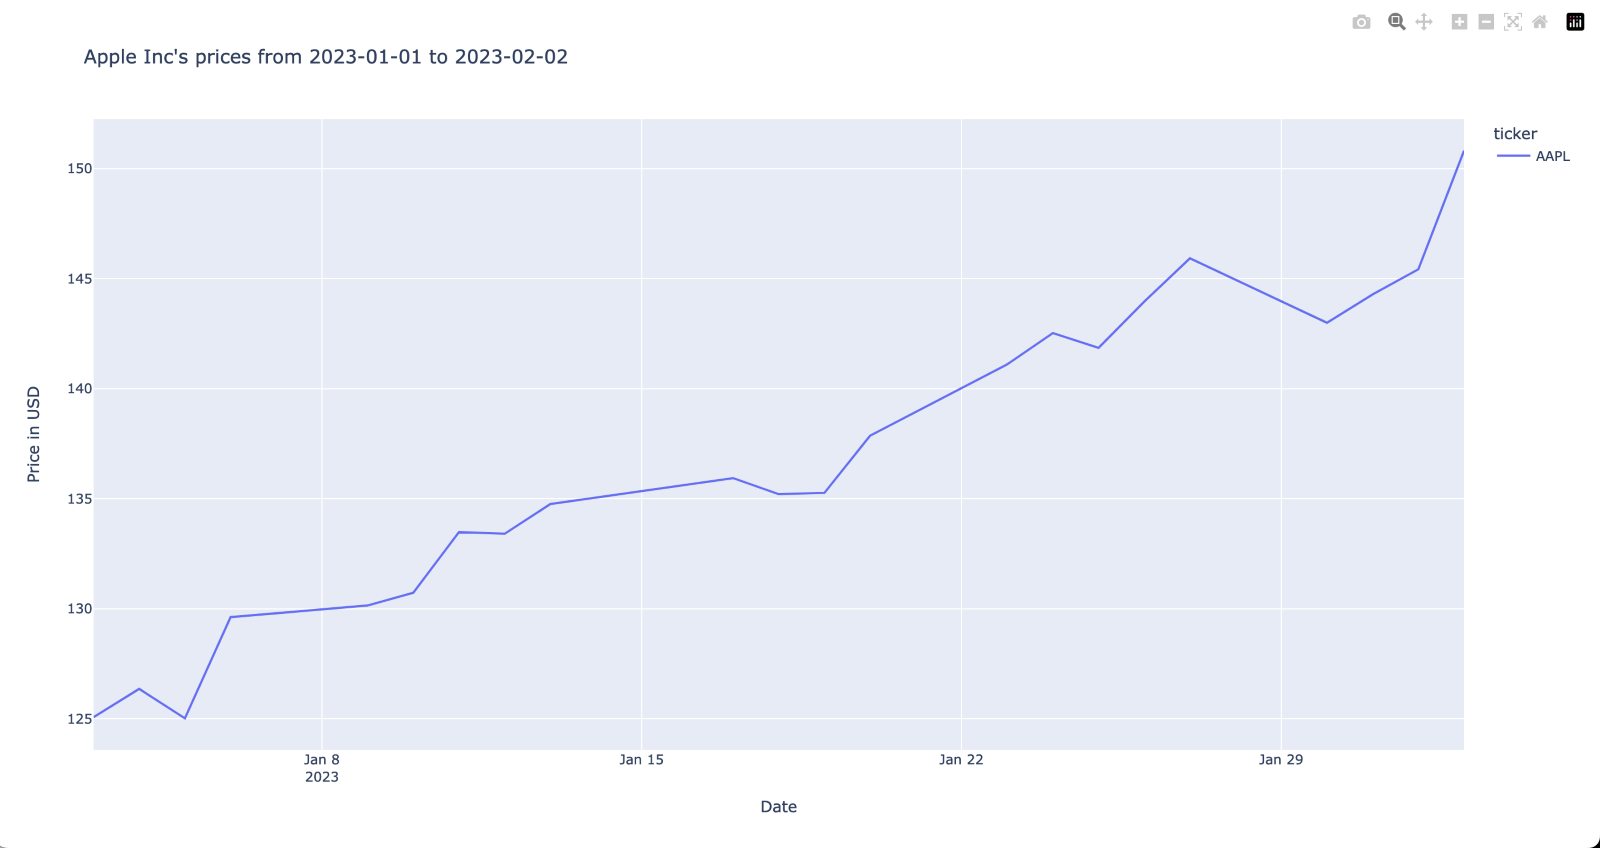 Apple Inc's prices from 2023-01-01 to 2023-02-02
ticker
AAPL
150
145
140
135
130
125
Price in USD
Jan 8
2023
Jan 15
Jan 22
Jan 29
Date